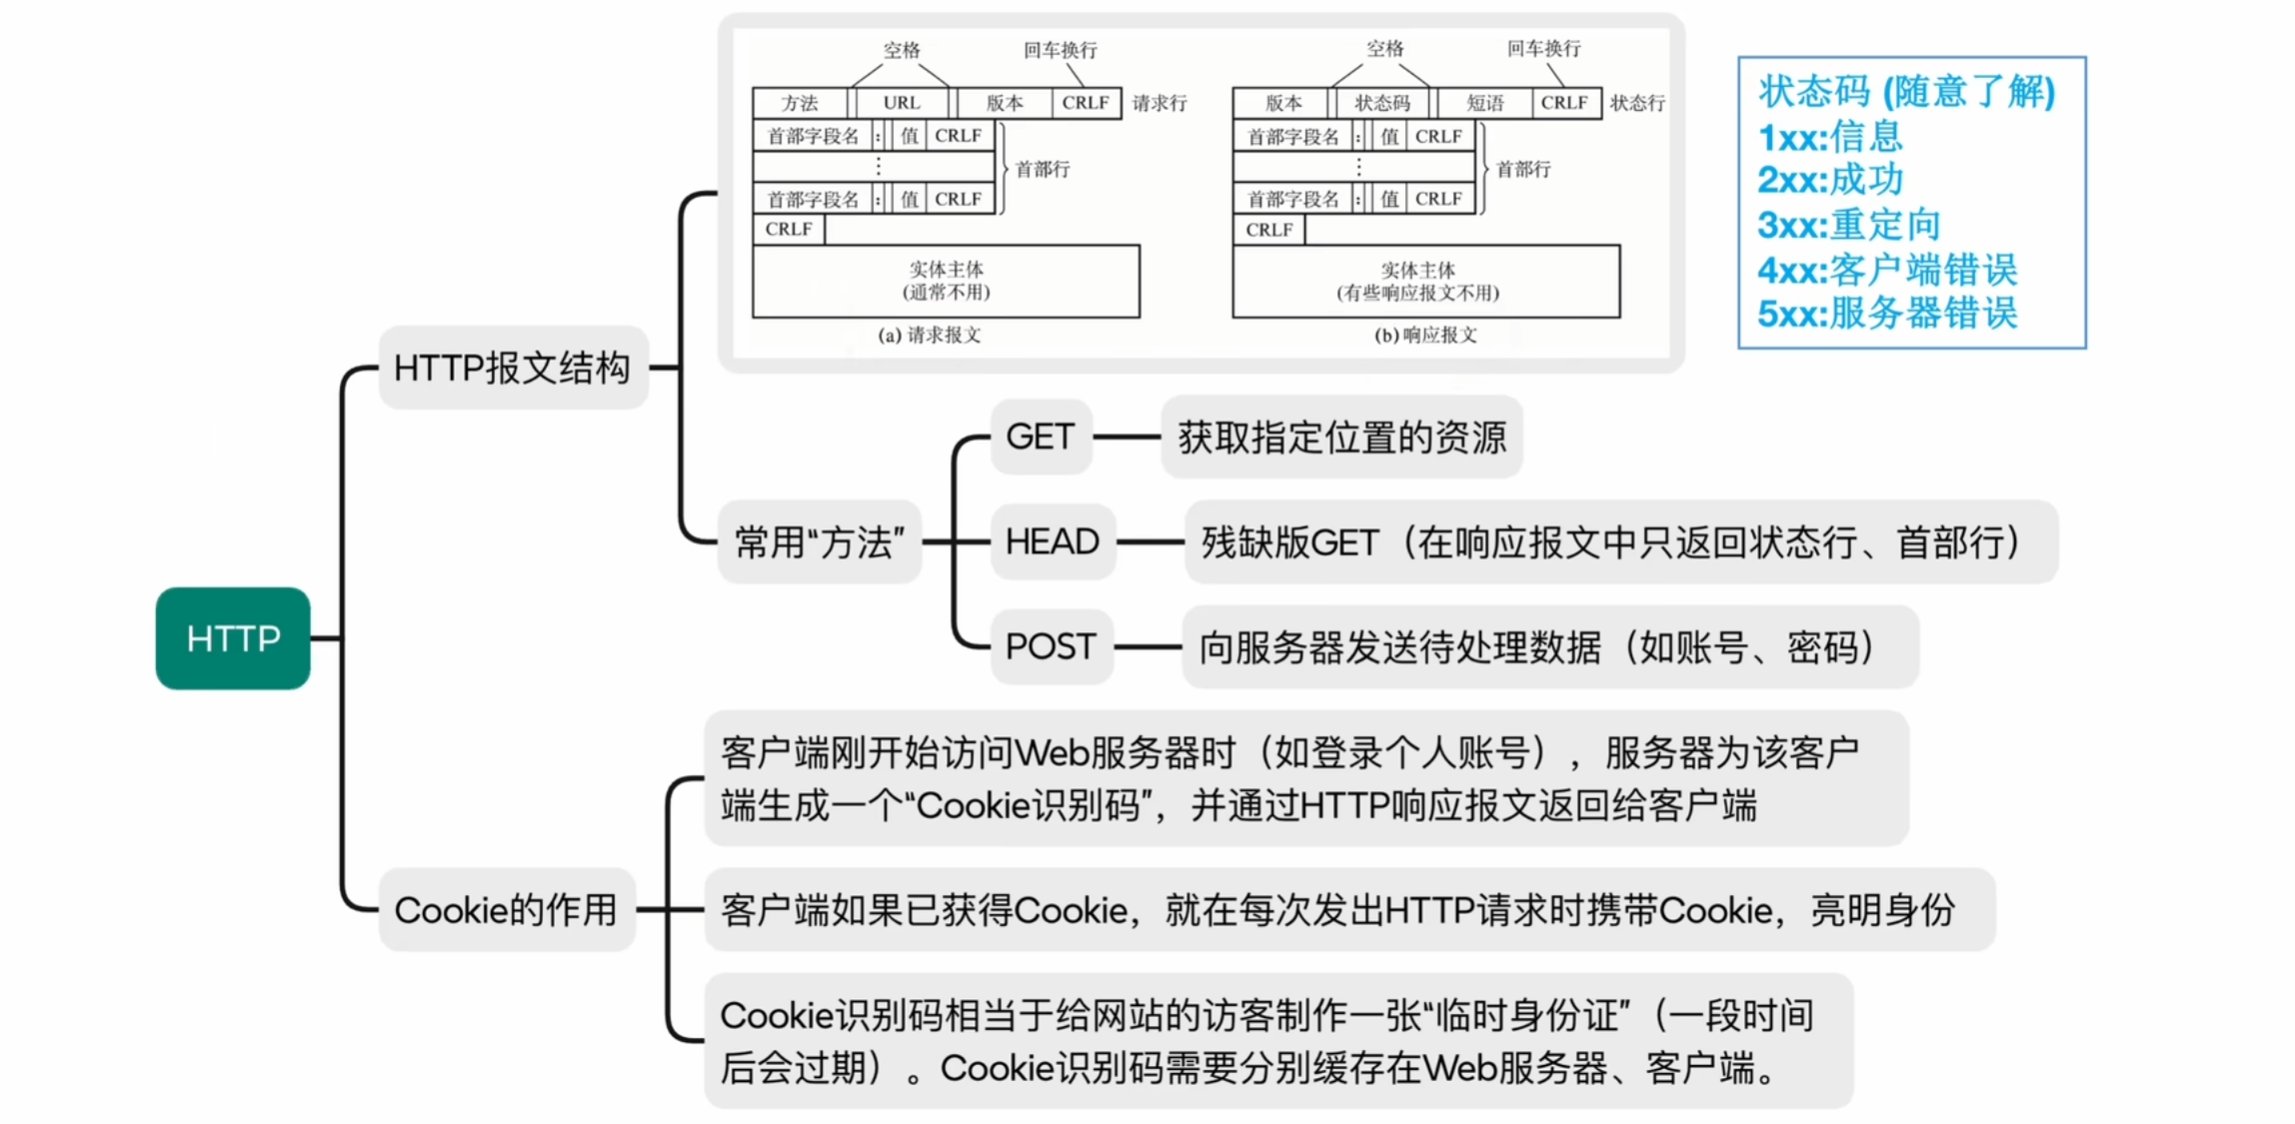 空格
回车换行
方法 URL 版本 CRLF 请求行
首部字段名 : 值 CRLF
⋮
首部行
首部字段名 : 值 CRLF
CRLF
实体主体
(通常不用)
(a) 请求报文
空格
回车换行
版本 状态码 短语 CRLF 状态行
首部字段名 : 值 CRLF
⋮
首部行
首部字段名 : 值 CRLF
CRLF
实体主体
(有些响应报文不用)
(b) 响应报文
状态码 (随意了解)
1xx:信息
2xx:成功
3xx:重定向
4xx:客户端错误
5xx:服务器错误
HTTP报文结构
GET
获取指定位置的资源
常用“方法”
HEAD
残缺版GET（在响应报文中只返回状态行、首部行）
POST
向服务器发送待处理数据（如账号、密码）
HTTP
客户端刚开始访问Web服务器时（如登录个人账号），服务器为该客户
端生成一个“Cookie识别码”，并通过HTTP响应报文返回给客户端
Cookie的作用
客户端如果已获得Cookie，就在每次发出HTTP请求时携带Cookie，亮明身份
Cookie识别码相当于给网站的访客制作一张“临时身份证”（一段时间
后会过期）。Cookie识别码需要分别缓存在Web服务器、客户端。